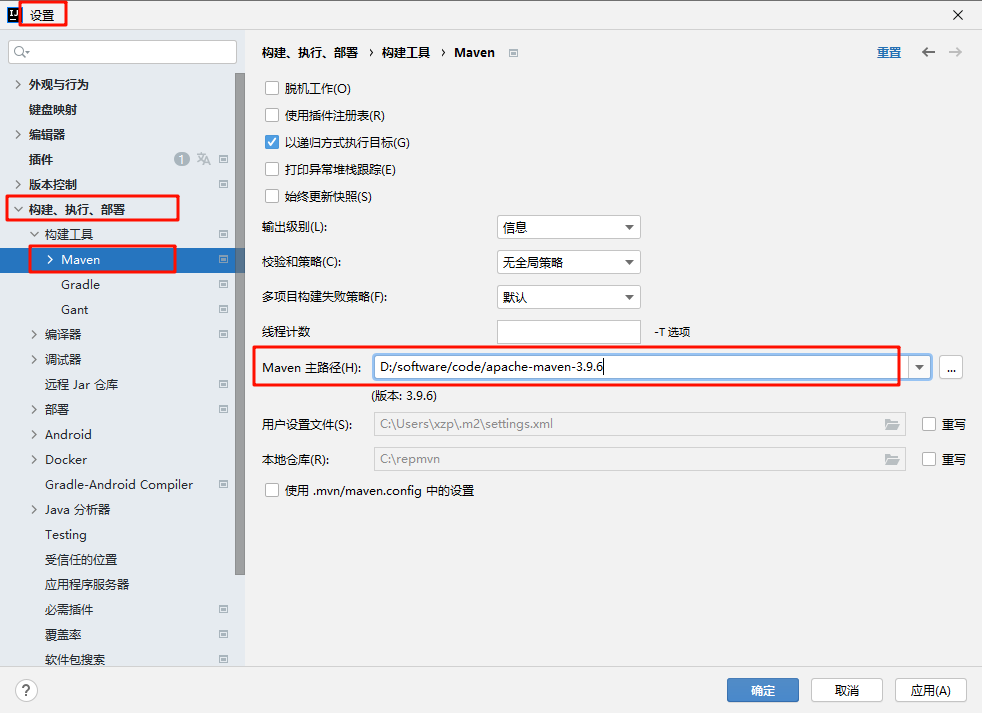 设置
外观与行为
键盘映射
编辑器
插件 1
版本控制
构建、执行、部署
构建工具
Maven
Gradle
Gant
编译器
调试器
远程 Jar 仓库
部署
Android
Docker
Gradle-Android Compiler
Java 分析器
Testing
受信任的位置
应用程序服务器
必需插件
覆盖率
软件包搜索
构建、执行、部署 › 构建工具 › Maven
重置
脱机工作(O)
使用插件注册表(R)
以递归方式执行目标(G)
打印异常堆栈跟踪(E)
始终更新快照(S)
输出级别(L): 信息
校验和策略(C): 无全局策略
多项目构建失败策略(F): 默认
线程计数 -T 选项
Maven 主路径(H): D:/software/code/apache-maven-3.9.6 ...
(版本: 3.9.6)
用户设置文件(S): C:\Users\xzp\.m2\settings.xml 重写
本地仓库(R): C:\repmvn 重写
使用 .mvn/maven.config 中的设置
? 确定 取消 应用(A)